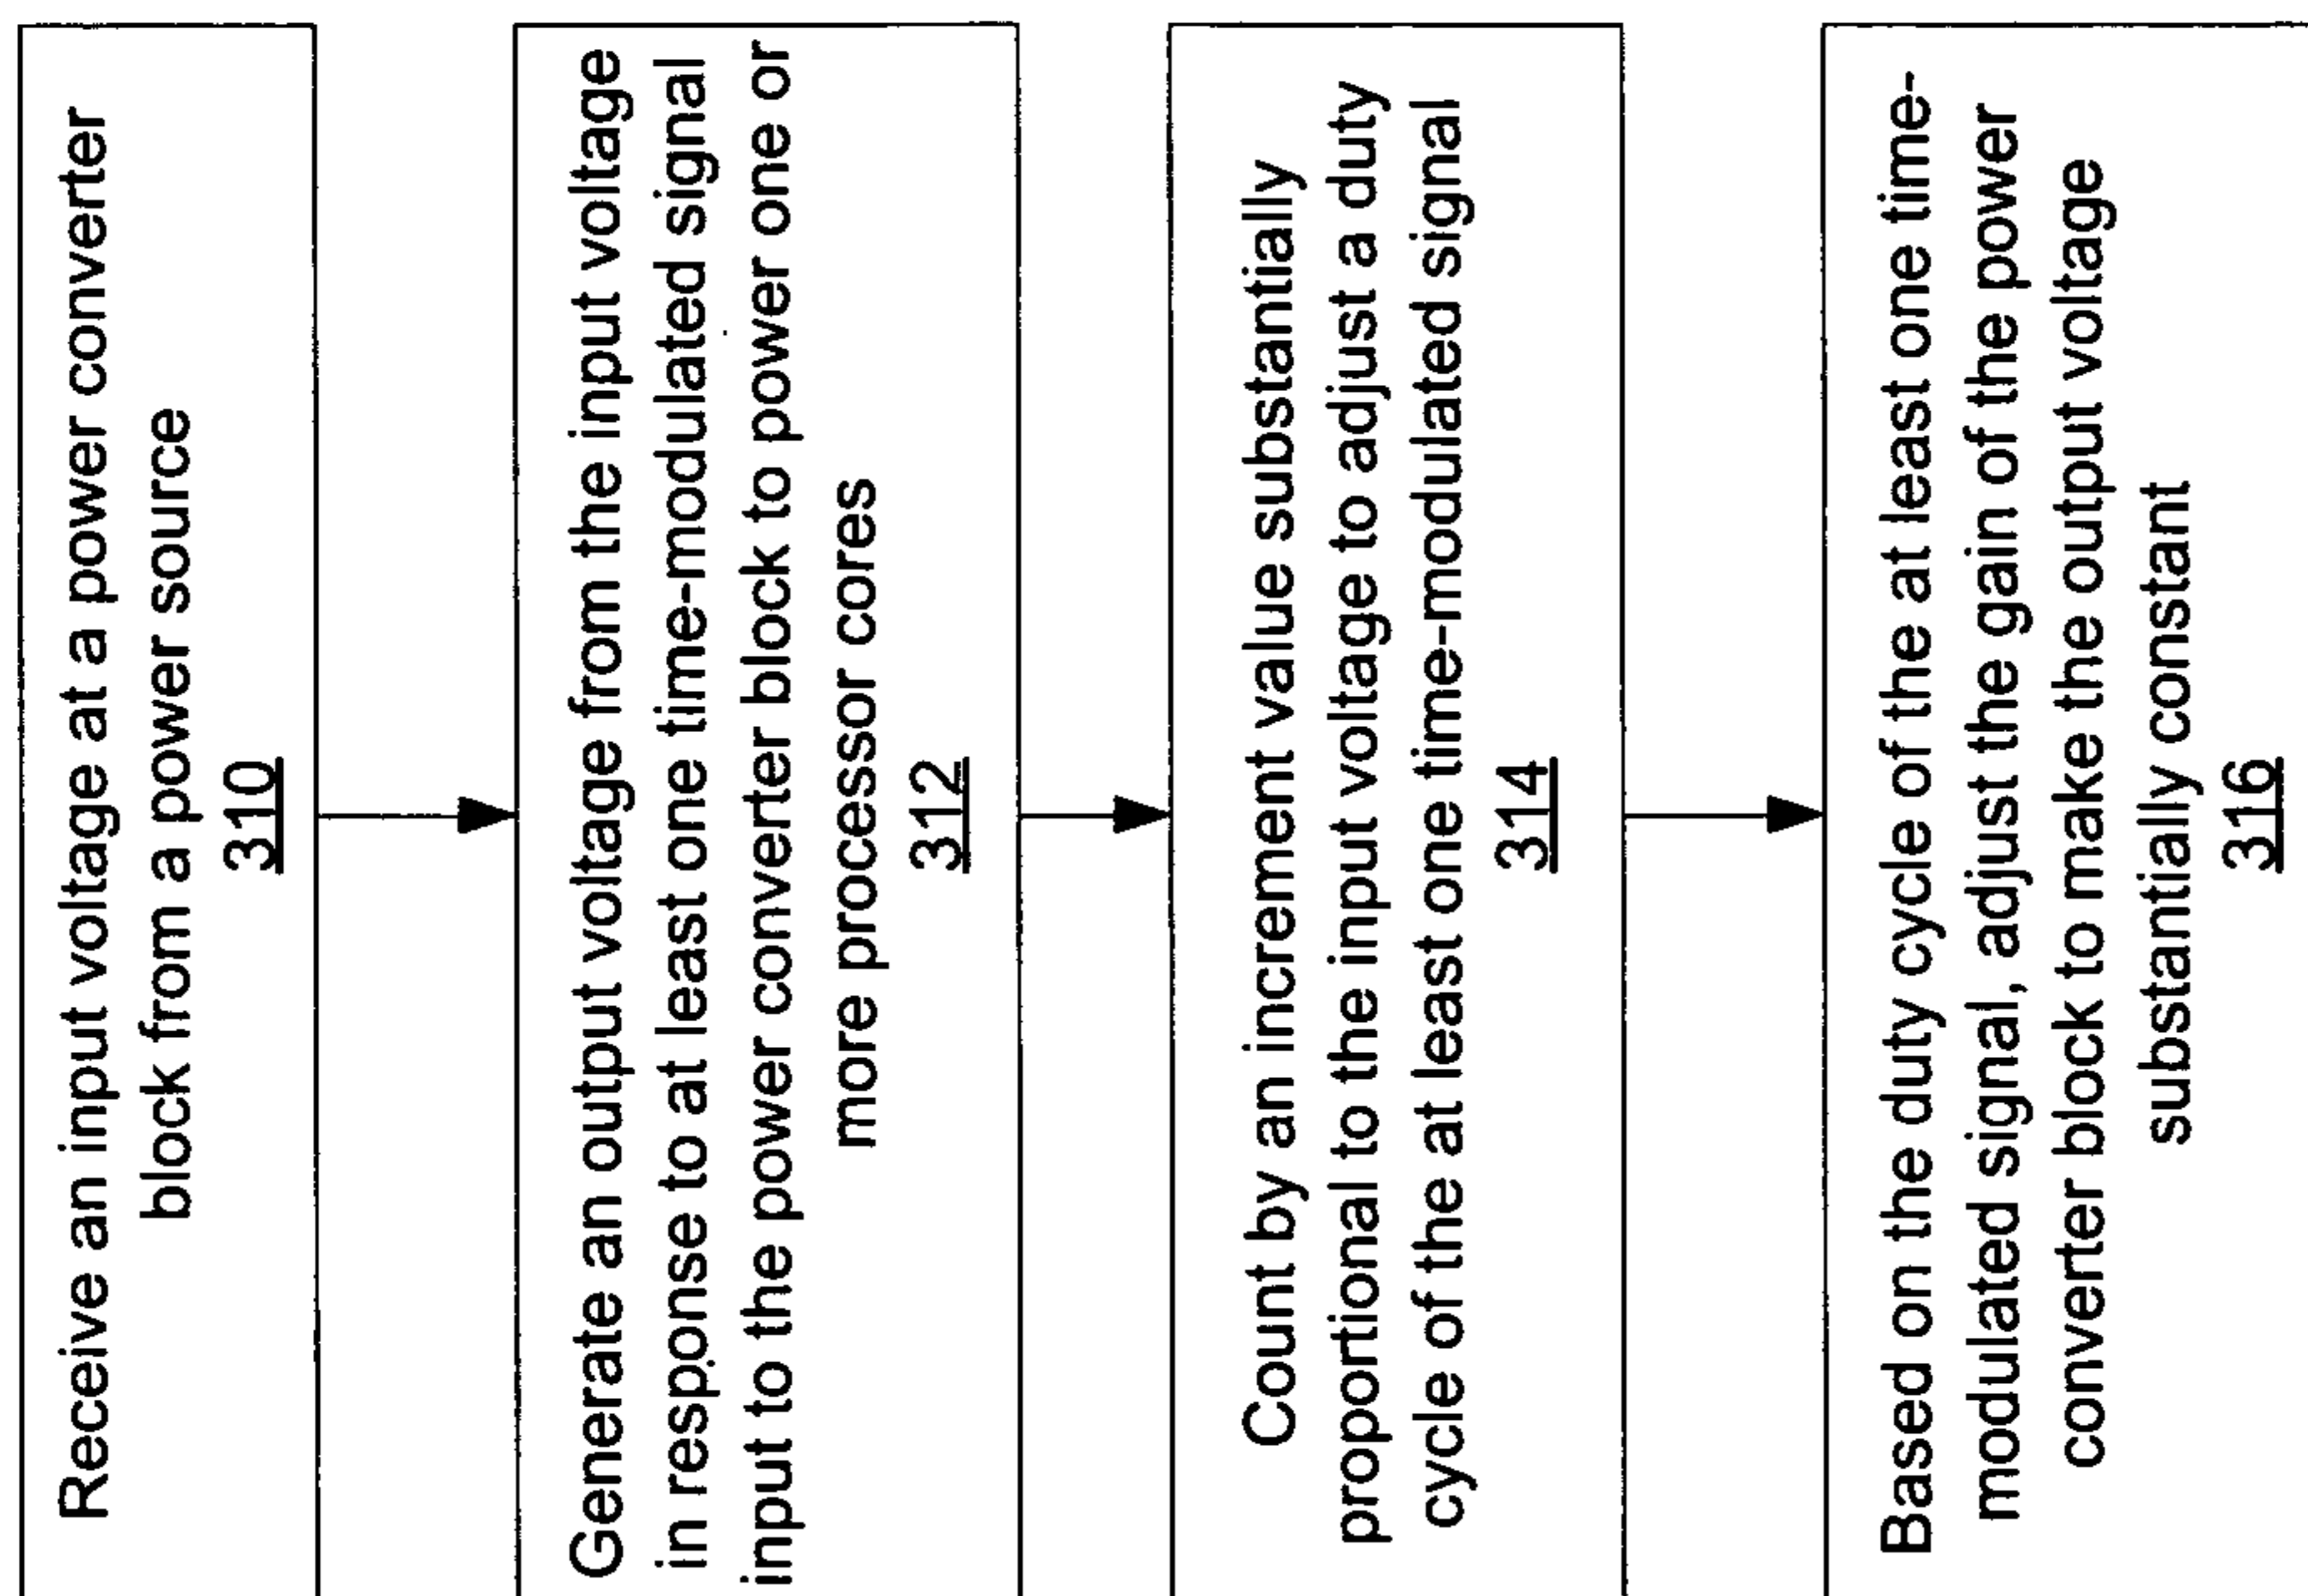 Receive an input voltage at a power converter
block from a power source
310
Generate an output voltage from the input voltage
in response to at least one time-modulated signal
input to the power converter block to power one or
more processor cores
312
Count by an increment value substantially
proportional to the input voltage to adjust a duty
cycle of the at least one time-modulated signal
314
Based on the duty cycle of the at least one time-
modulated signal, adjust the gain of the power
converter block to make the output voltage
substantially constant
316